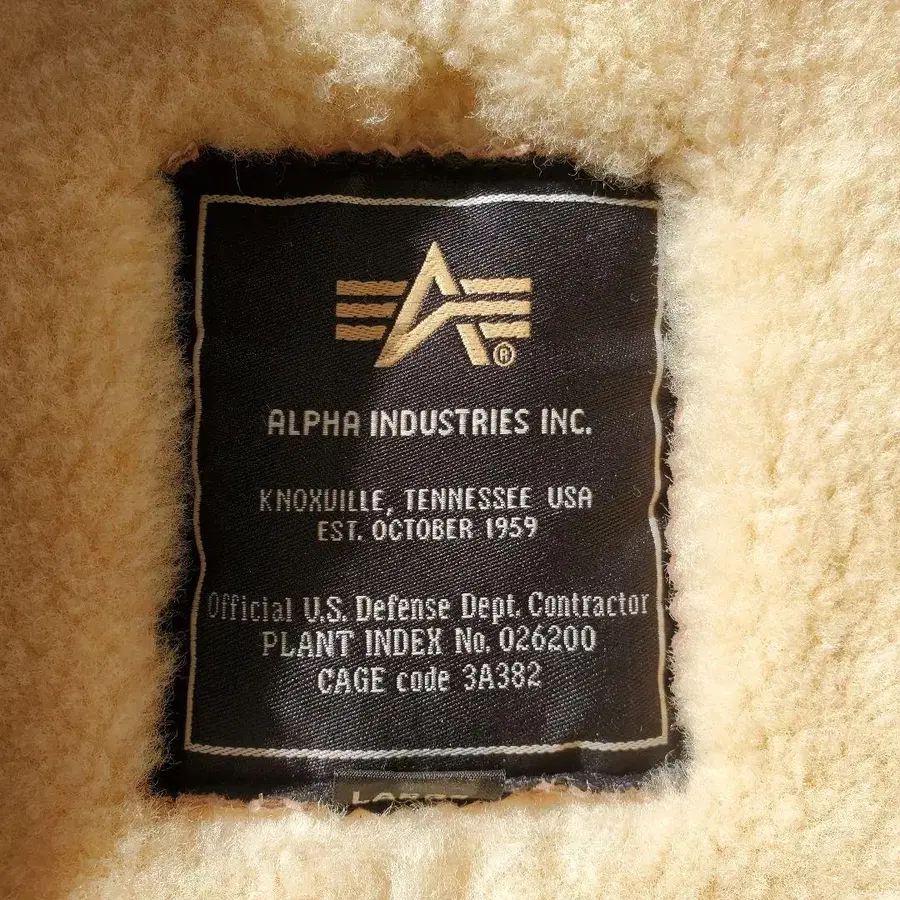 ALPHA INDUSTRIES INC.
KNOXVILLE, TENNESSEE USA
EST. OCTOBER 1959
Official U.S. Defense Dept. Contractor
PLANT INDEX No. 026200
CAGE code 3A382